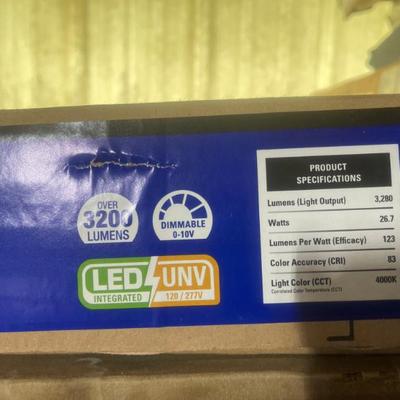 OVER
3200
LUMENS
DIMMABLE
0-10V
LED UNV
INTEGRATED 120 / 277V
PRODUCT
SPECIFICATIONS
Lumens (Light Output) 3,280
Watts 26.7
Lumens Per Watt (Efficacy) 123
Color Accuracy (CRI) 83
Light Color (CCT) 4000K
Correlated Color Temperature (CCT)